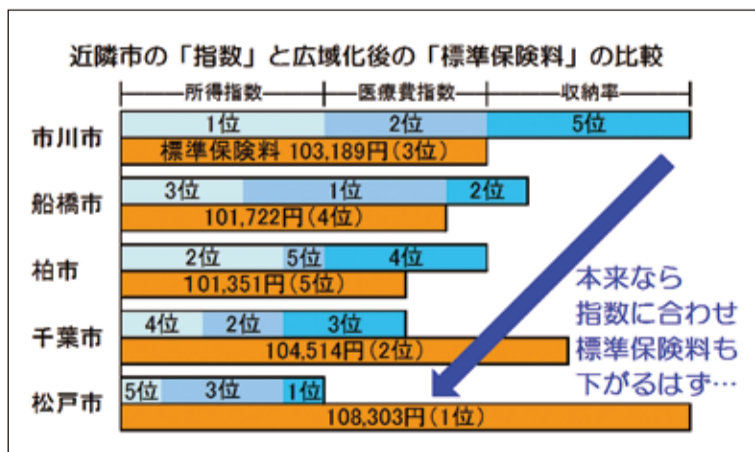 近隣市の「指数」と広域化後の「標準保険料」の比較
所得指数 医療費指数 収納率
市川市 1位 2位 5位
標準保険料 103,189円(3位)
船橋市 3位 1位 2位
101,722円(4位)
柏市 2位 5位 4位
101,351円(5位)
千葉市 4位 2位 3位
104,514円(2位)
松戸市 5位 3位 1位
108,303円(1位)
本来なら
指数に合わせ
標準保険料も
下がるはず…